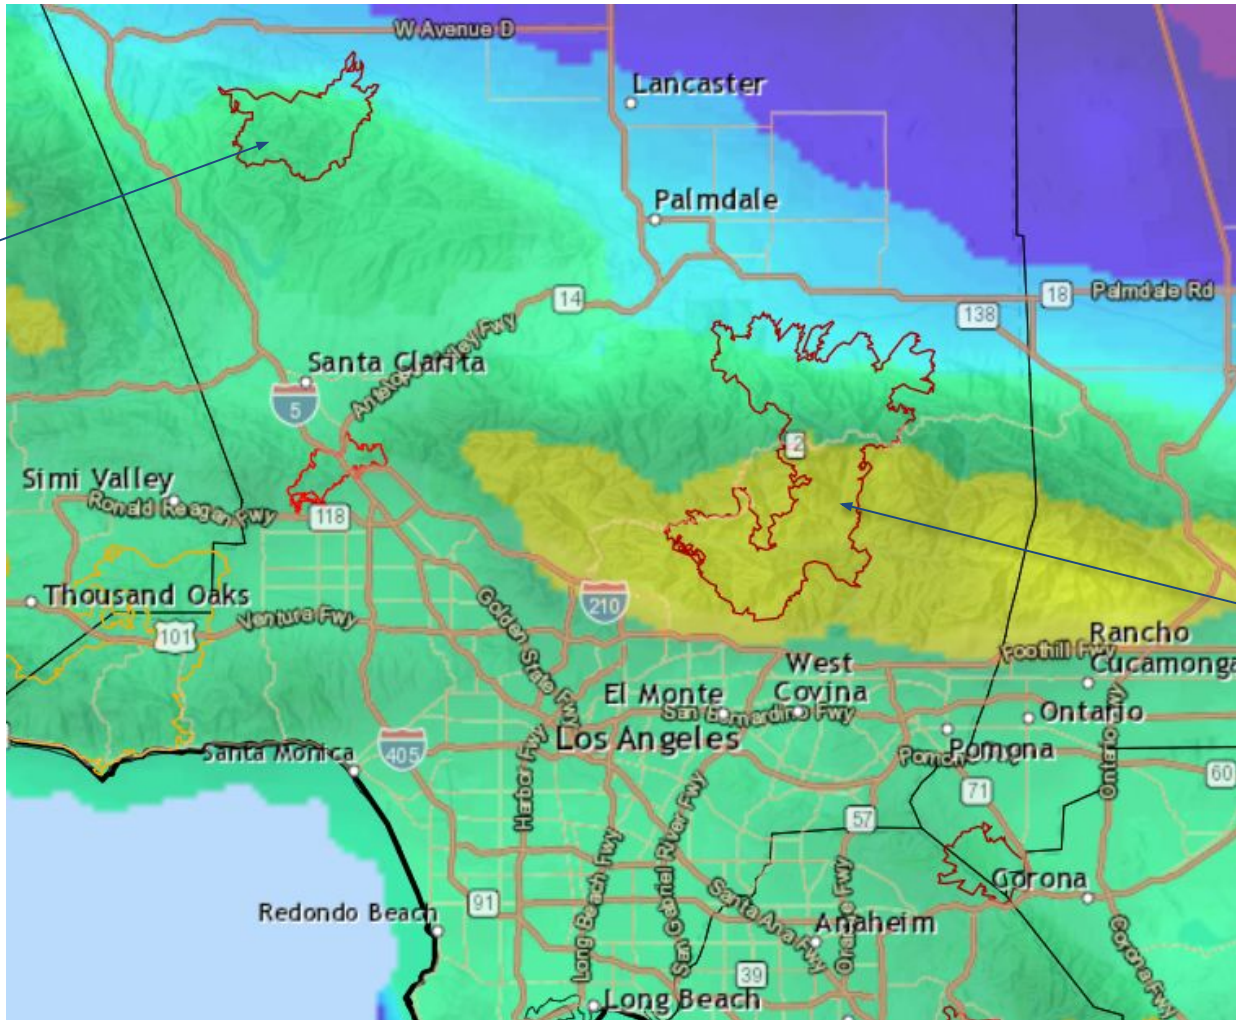 W Avenue D
Lancaster
Palmdale
14
18
Palmdale Rd
138
Antelope Valley Fwy
Santa Clarita
5
2
Simi Valley
Ronald Reagan Fwy
118
Thousand Oaks
101
Ventura Fwy
Golden State Fwy
210
Rancho
Cucamonga
Foothill Fwy
West
Covina
El Monte
San Bernardino Fwy
Ontario
Los Angeles
Pomona
Santa Monica
405
Harbor Fwy
71
Ontario Fwy
60
57
Long Beach Fwy
San Gabriel River Fwy
Corona
Redondo Beach
91
Santa Ana Fwy
Orange Fwy
Anaheim
Corona Fwy
39
Long Beach